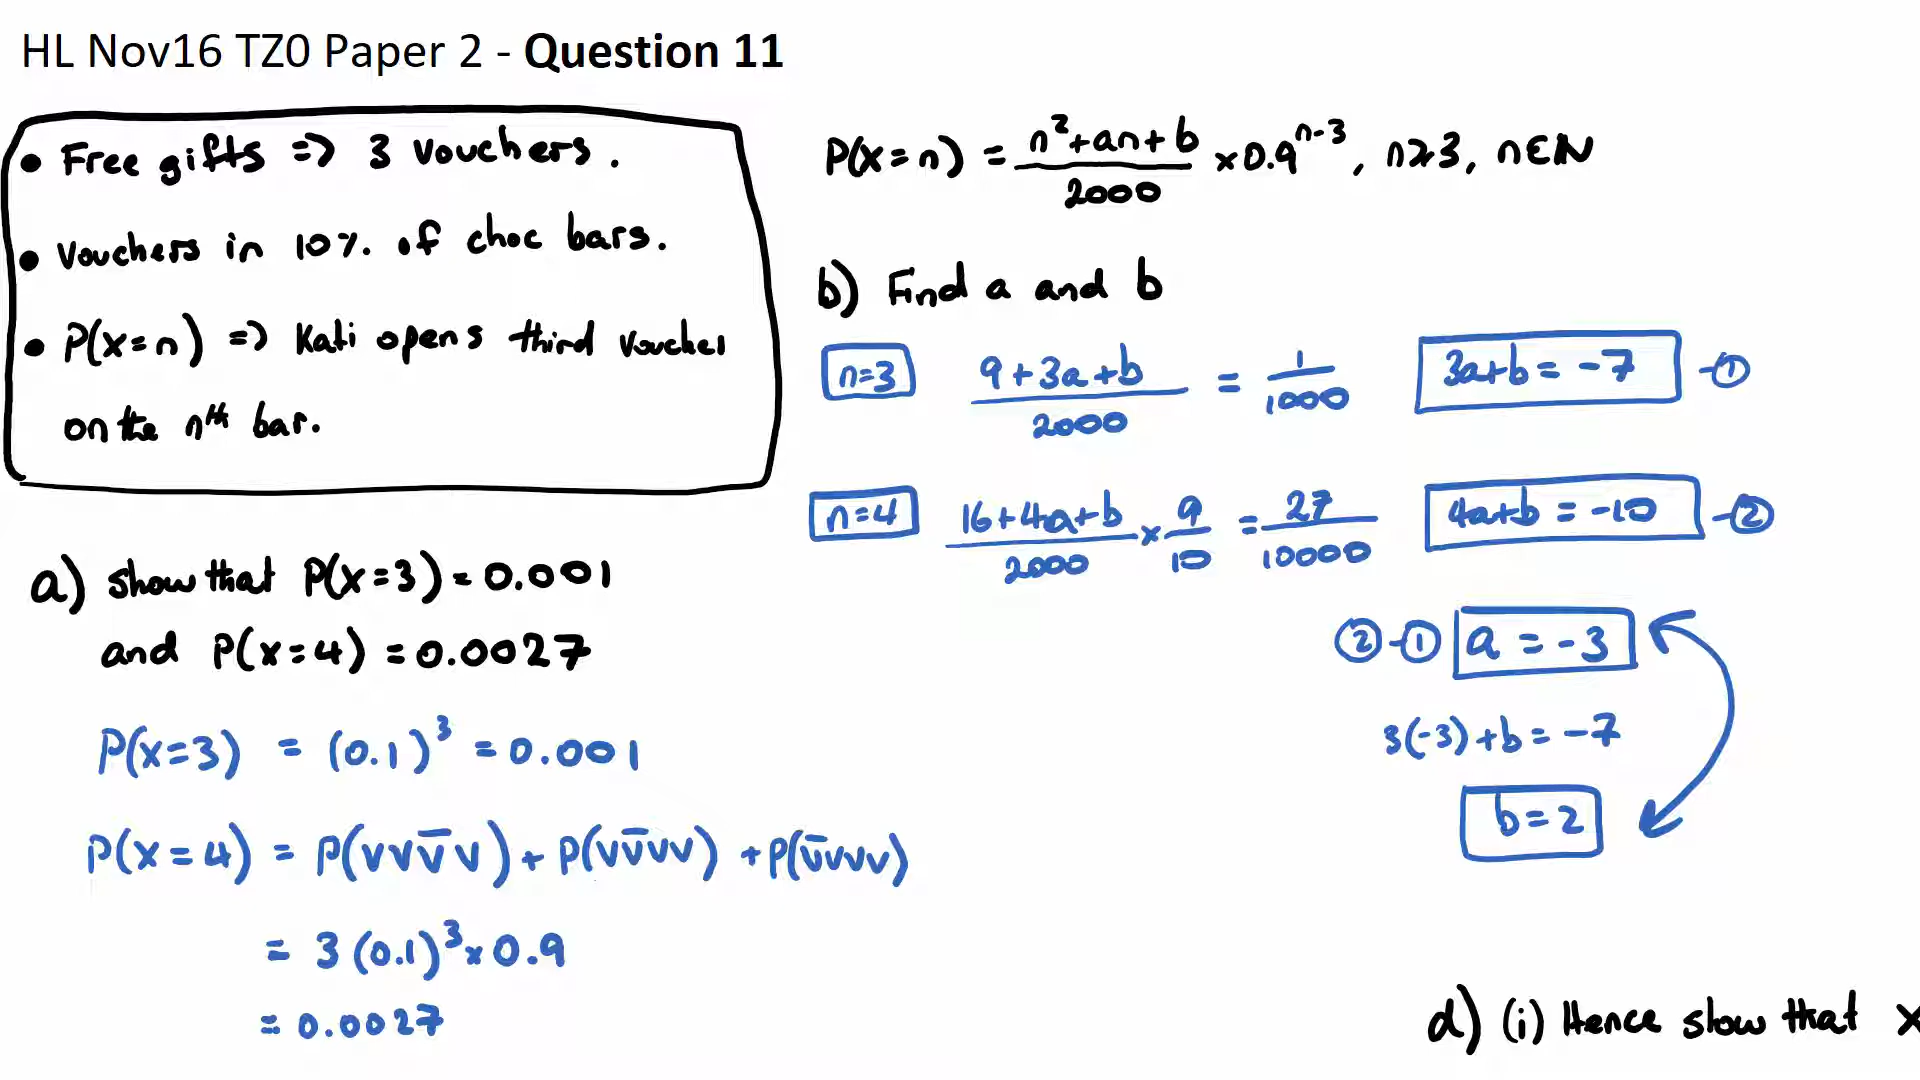 HL Nov16 TZ0 Paper 2 - Question 11
• Free gifts => 3 vouchers.
• Vouchers in 10% of choc bars.
• P(X=n) => Kati opens third voucher
on the nᵗʰ bar.
a) show that P(X=3) = 0.001
and P(X=4) = 0.0027
P(X=3) = (0.1)³ = 0.001
P(X=4) = P(VVV̅V) + P(VV̅VV) + P(V̅VVV)
= 3(0.1)³ × 0.9
= 0.0027
P(X=n) = (n²+an+b)/2000 × 0.9ⁿ⁻³, n≥3, n∈ℕ
b) Find a and b
n=3 (9+3a+b)/2000 = 1/1000 3a+b = -7 -①
n=4 (16+4a+b)/2000 × 9/10 = 27/10000 4a+b = -10 -②
②-① a = -3
3(-3)+b = -7
b = 2
d) (i) Hence show that X